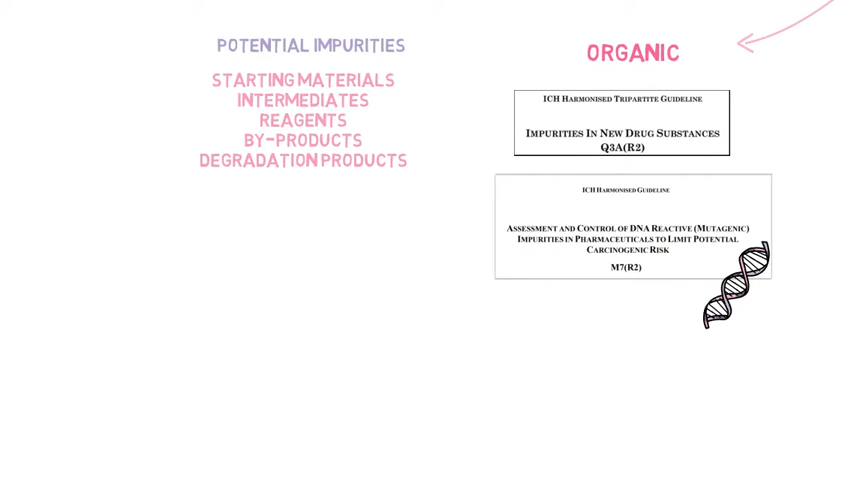 POTENTIAL IMPURITIES
STARTING MATERIALS
INTERMEDIATES
REAGENTS
BY-PRODUCTS
DEGRADATION PRODUCTS
ORGANIC
ICH HARMONISED TRIPARTITE GUIDELINE
IMPURITIES IN NEW DRUG SUBSTANCES
Q3A(R2)
ICH HARMONISED GUIDELINE
ASSESSMENT AND CONTROL OF DNA REACTIVE (MUTAGENIC)
IMPURITIES IN PHARMACEUTICALS TO LIMIT POTENTIAL
CARCINOGENIC RISK
M7(R2)